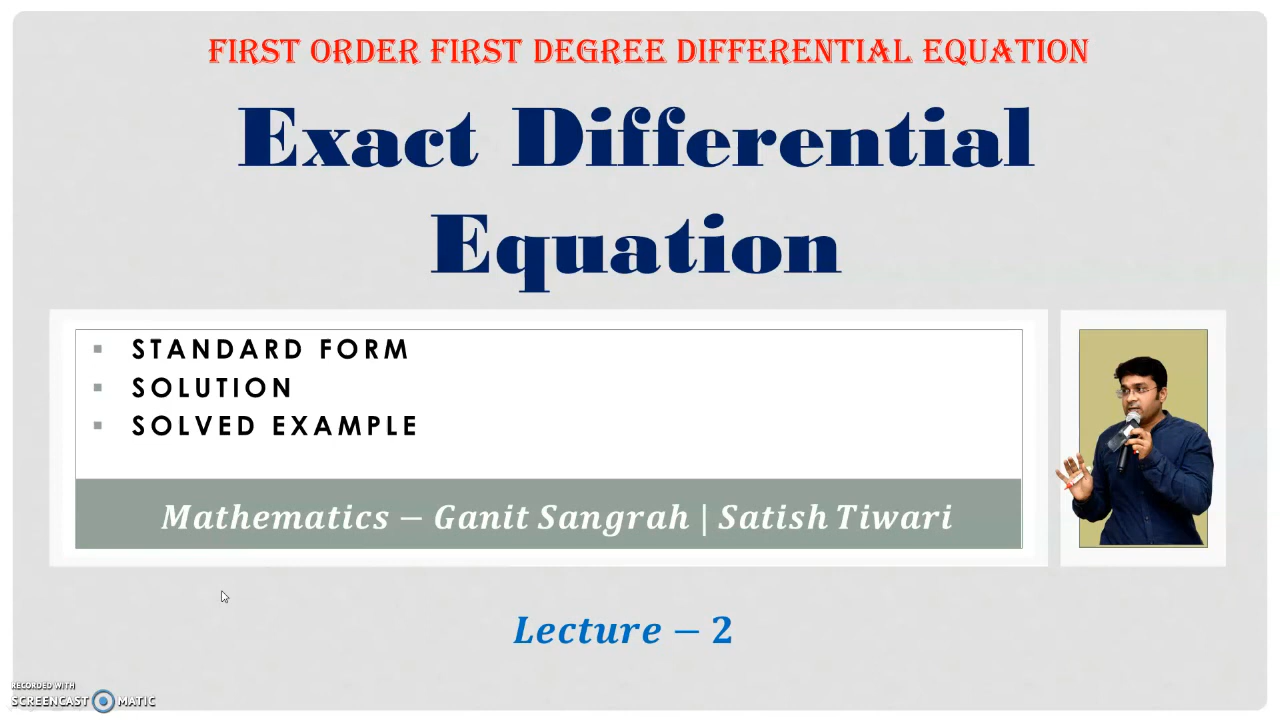 FIRST ORDER FIRST DEGREE DIFFERENTIAL EQUATION
Exact Differential
Equation
▪ STANDARD FORM
▪ SOLUTION
▪ SOLVED EXAMPLE
Mathematics – Ganit Sangrah | Satish Tiwari
Lecture – 2
RECORDED WITH
SCREENCAST MATIC